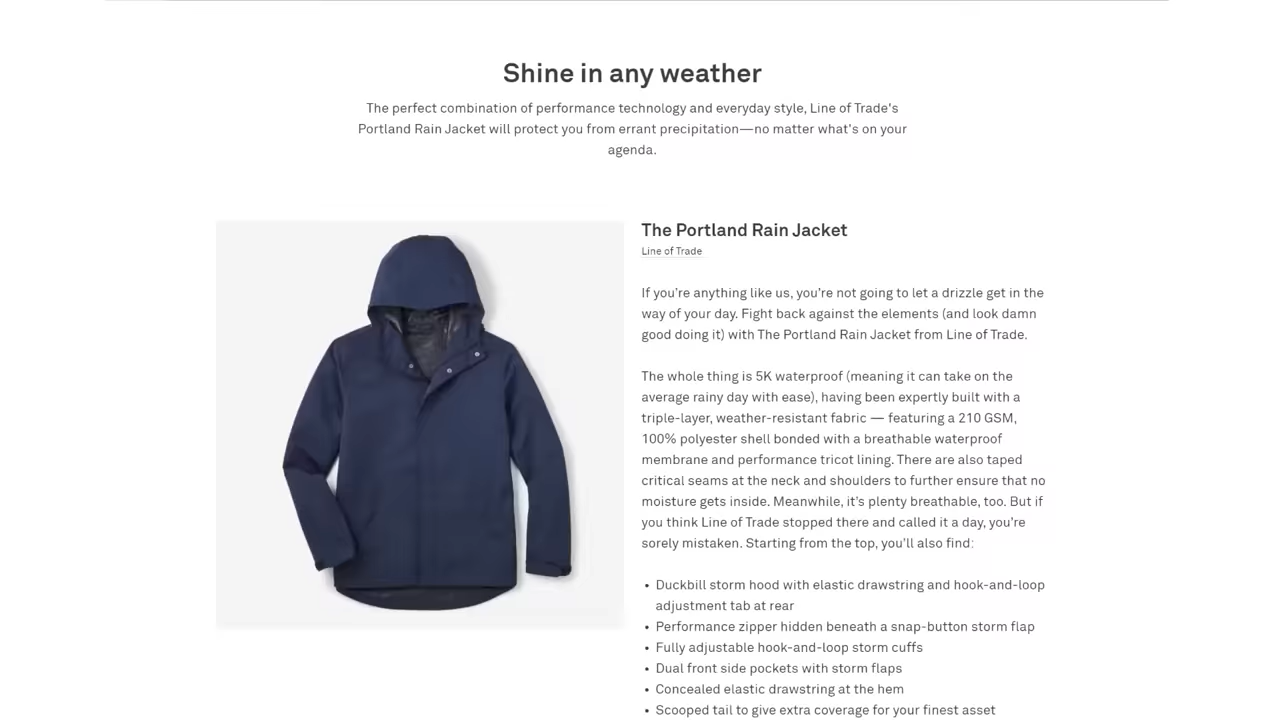 Shine in any weather
The perfect combination of performance technology and everyday style, Line of Trade's
Portland Rain Jacket will protect you from errant precipitation—no matter what's on your
agenda.
The Portland Rain Jacket
Line of Trade
If you're anything like us, you're not going to let a drizzle get in the
way of your day. Fight back against the elements (and look damn
good doing it) with The Portland Rain Jacket from Line of Trade.
The whole thing is 5K waterproof (meaning it can take on the
average rainy day with ease), having been expertly built with a
triple-layer, weather-resistant fabric — featuring a 210 GSM,
100% polyester shell bonded with a breathable waterproof
membrane and performance tricot lining. There are also taped
critical seams at the neck and shoulders to further ensure that no
moisture gets inside. Meanwhile, it's plenty breathable, too. But if
you think Line of Trade stopped there and called it a day, you're
sorely mistaken. Starting from the top, you'll also find:
• Duckbill storm hood with elastic drawstring and hook-and-loop
adjustment tab at rear
• Performance zipper hidden beneath a snap-button storm flap
• Fully adjustable hook-and-loop storm cuffs
• Dual front side pockets with storm flaps
• Concealed elastic drawstring at the hem
• Scooped tail to give extra coverage for your finest asset